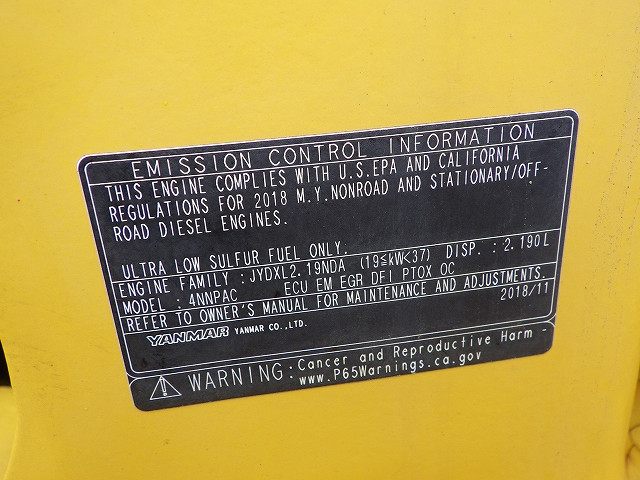 EMISSION CONTROL INFORMATION
THIS ENGINE COMPLIES WITH U.S.EPA AND CALIFORNIA
REGULATIONS FOR 2018 M.Y.NONROAD AND STATIONARY/OFF-
ROAD DIESEL ENGINES.
ULTRA LOW SULFUR FUEL ONLY.
ENGINE FAMILY : JYDXL2.19NDA (19≦kW<37) DISP. : 2.190L
MODEL : 4NNPAC ECU EM EGR DFI PTOX OC
REFER TO OWNER'S MANUAL FOR MAINTENANCE AND ADJUSTMENTS.
YANMAR YANMAR CO.,LTD. 2018/11
WARNING: Cancer and Reproductive Harm -
www.P65Warnings.ca.gov